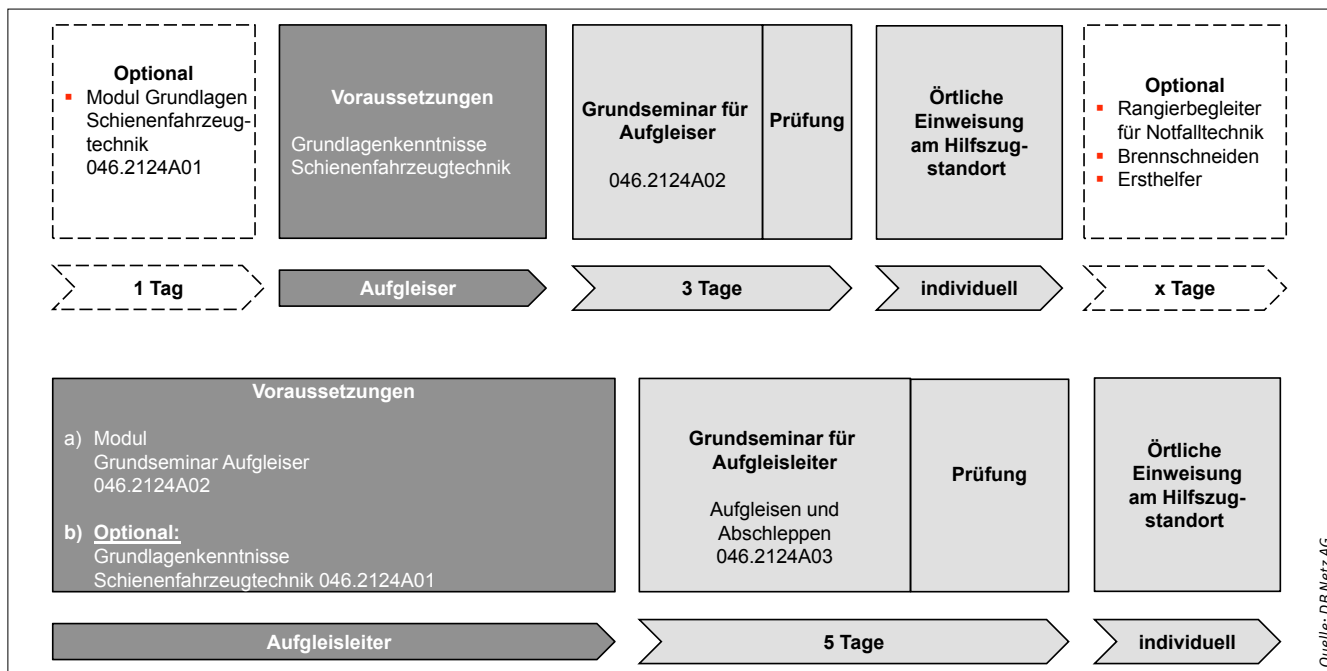 Optional
▪ Modul Grundlagen
Schienenfahrzeug-
technik
046.2124A01
Voraussetzungen
Grundlagenkenntnisse
Schienenfahrzeugtechnik
Grundseminar für
Aufgleiser
046.2124A02
Prüfung
Örtliche
Einweisung
am Hilfszug-
standort
Optional
▪ Rangierbegleiter
für Notfalltechnik
▪ Brennschneiden
▪ Ersthelfer
1 Tag
Aufgleiser
3 Tage
individuell
x Tage
Voraussetzungen
a) Modul
Grundseminar Aufgleiser
046.2124A02
b) Optional:
Grundlagenkenntnisse
Schienenfahrzeugtechnik 046.2124A01
Grundseminar für
Aufgleisleiter
Aufgleisen und
Abschleppen
046.2124A03
Prüfung
Örtliche
Einweisung
am Hilfszug-
standort
Aufgleisleiter
5 Tage
individuell
Quelle: DB Netz AG